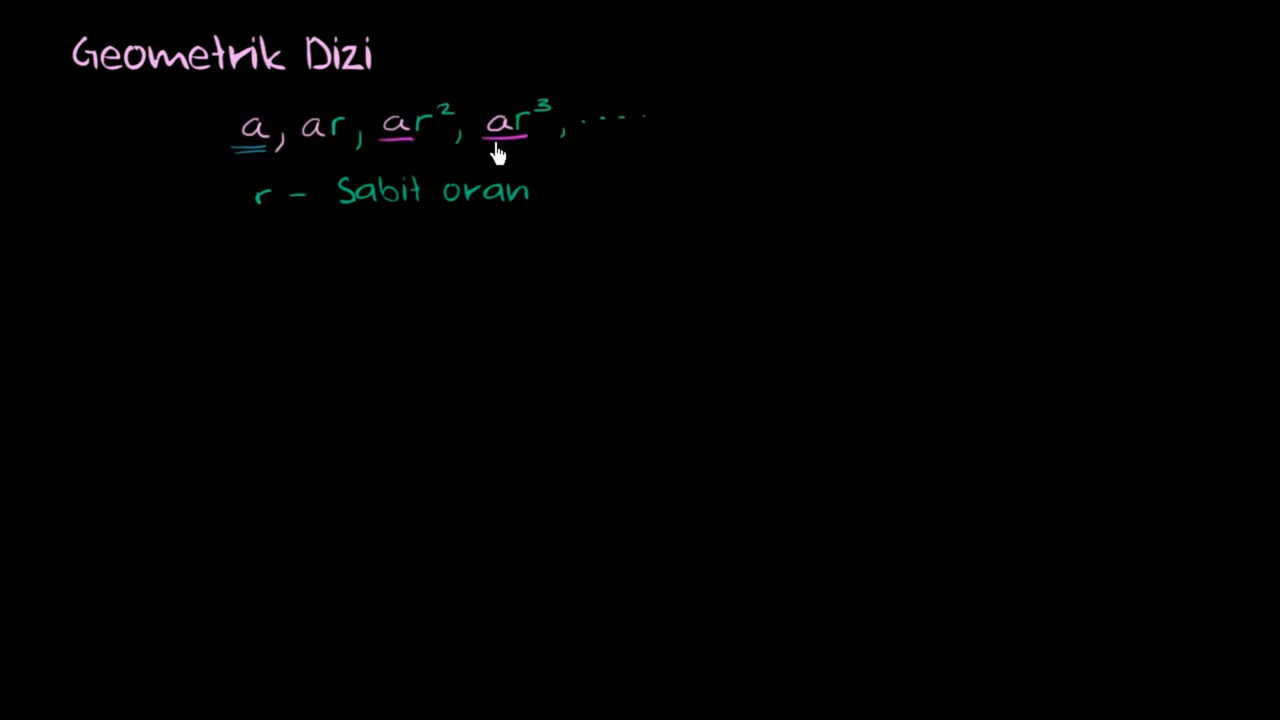 Geometrik Dizi
a, ar, ar², ar³, ....
r - Sabit oran